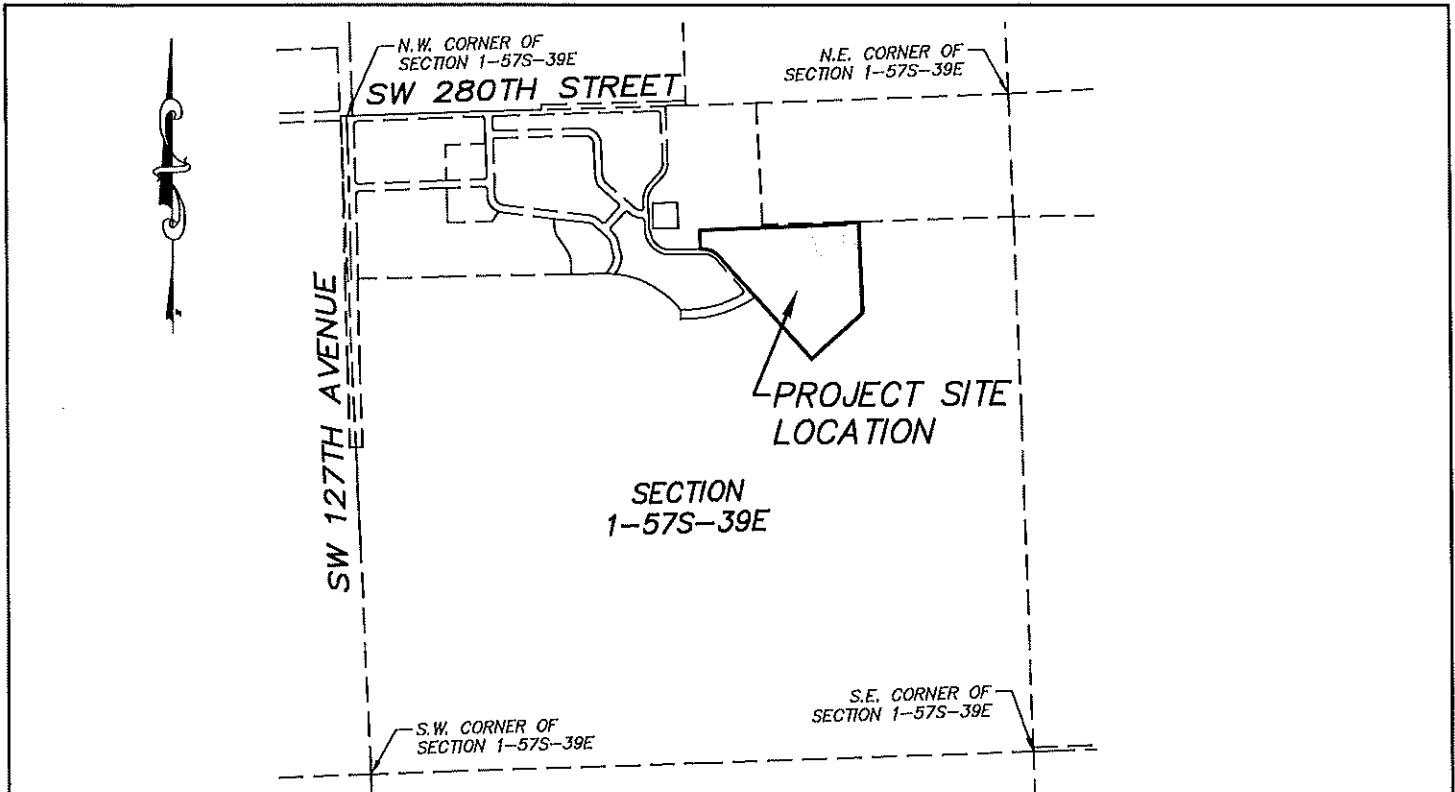 N.W. CORNER OF
SECTION 1-57S-39E
N.E. CORNER OF
SECTION 1-57S-39E
SW 280TH STREET
SW 127TH AVENUE
PROJECT SITE
LOCATION
SECTION
1-57S-39E
S.W. CORNER OF
SECTION 1-57S-39E
S.E. CORNER OF
SECTION 1-57S-39E